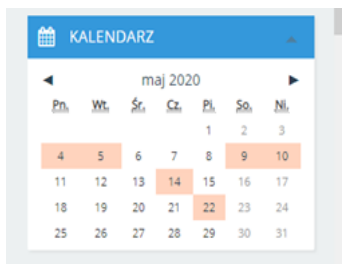 KALENDARZ
maj 2020
Pn. Wt. Śr. Cz. Pi. So. Ni.
1 2 3
4 5 6 7 8 9 10
11 12 13 14 15 16 17
18 19 20 21 22 23 24
25 26 27 28 29 30 31